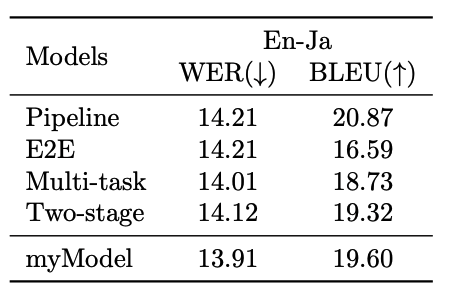 En-Ja
Models
WER(↓) BLEU(↑)
Pipeline 14.21 20.87
E2E 14.21 16.59
Multi-task 14.01 18.73
Two-stage 14.12 19.32
myModel 13.91 19.60